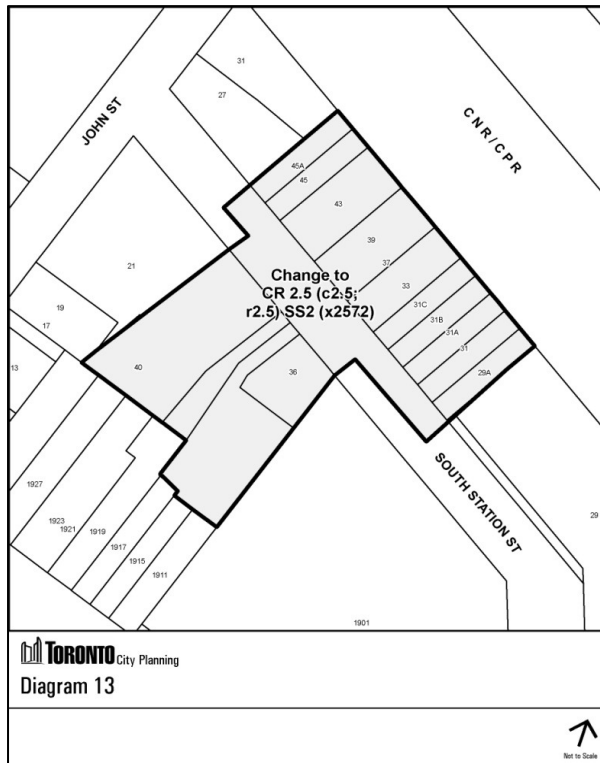 31
27
JOHN ST
CNR/CPR
45A
45
43
39
37
33
31C
31B
31A
31
29A
21
19
17
13
Change to
CR 2.5 (c2.5;
r2.5) SS2 (x2572)
40
36
SOUTH STATION ST
29
1927
1923
1921
1919
1917
1915
1911
1901
TORONTO City Planning
Diagram 13
Not to Scale